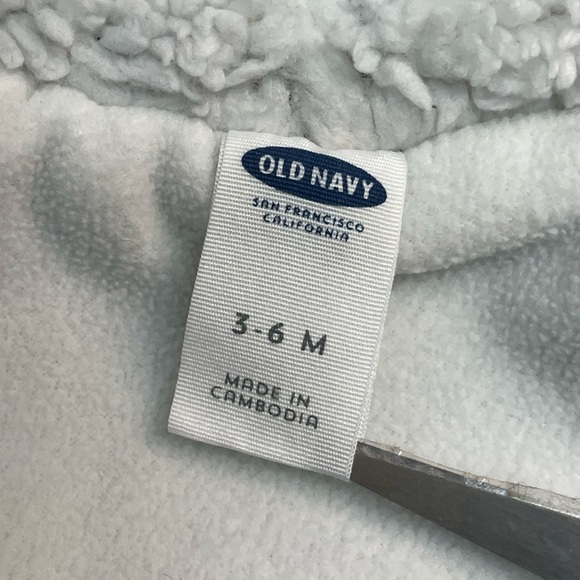 OLD NAVY
SAN FRANCISCO
CALIFORNIA
3-6 M
MADE IN
CAMBODIA